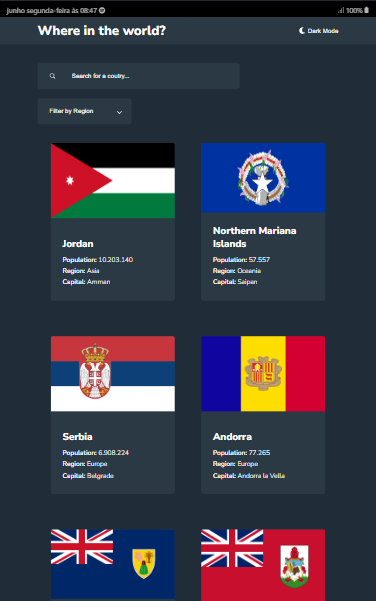 junho segunda-feira às 08:47
100%
Where in the world?
Dark Mode
Search for a coutry...
Filter by Region
Jordan
Population: 10.203.140
Region: Asia
Capital: Amman
Northern Mariana
Islands
Population: 57.557
Region: Oceania
Capital: Saipan
Serbia
Population: 6.908.224
Region: Europe
Capital: Belgrade
Andorra
Population: 77.265
Region: Europe
Capital: Andorra la Vella